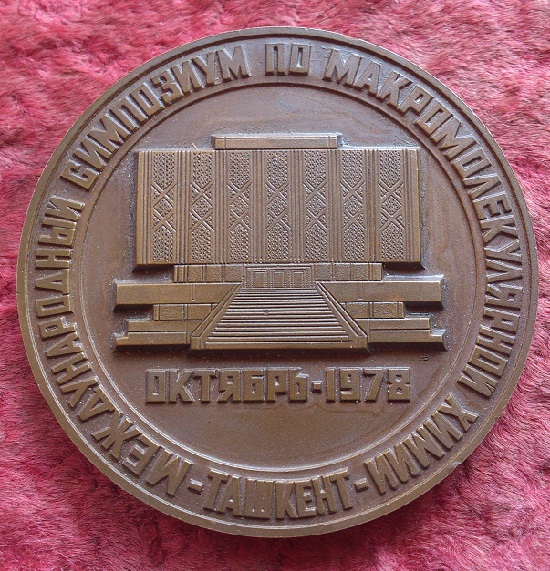 МЕЖДУНАРОДНЫЙ СИМПОЗИУМ ПО МАКРОМОЛЕКУЛЯРНОЙ ХИМИИ - ТАШКЕНТ -
ОКТЯБРЬ-1978